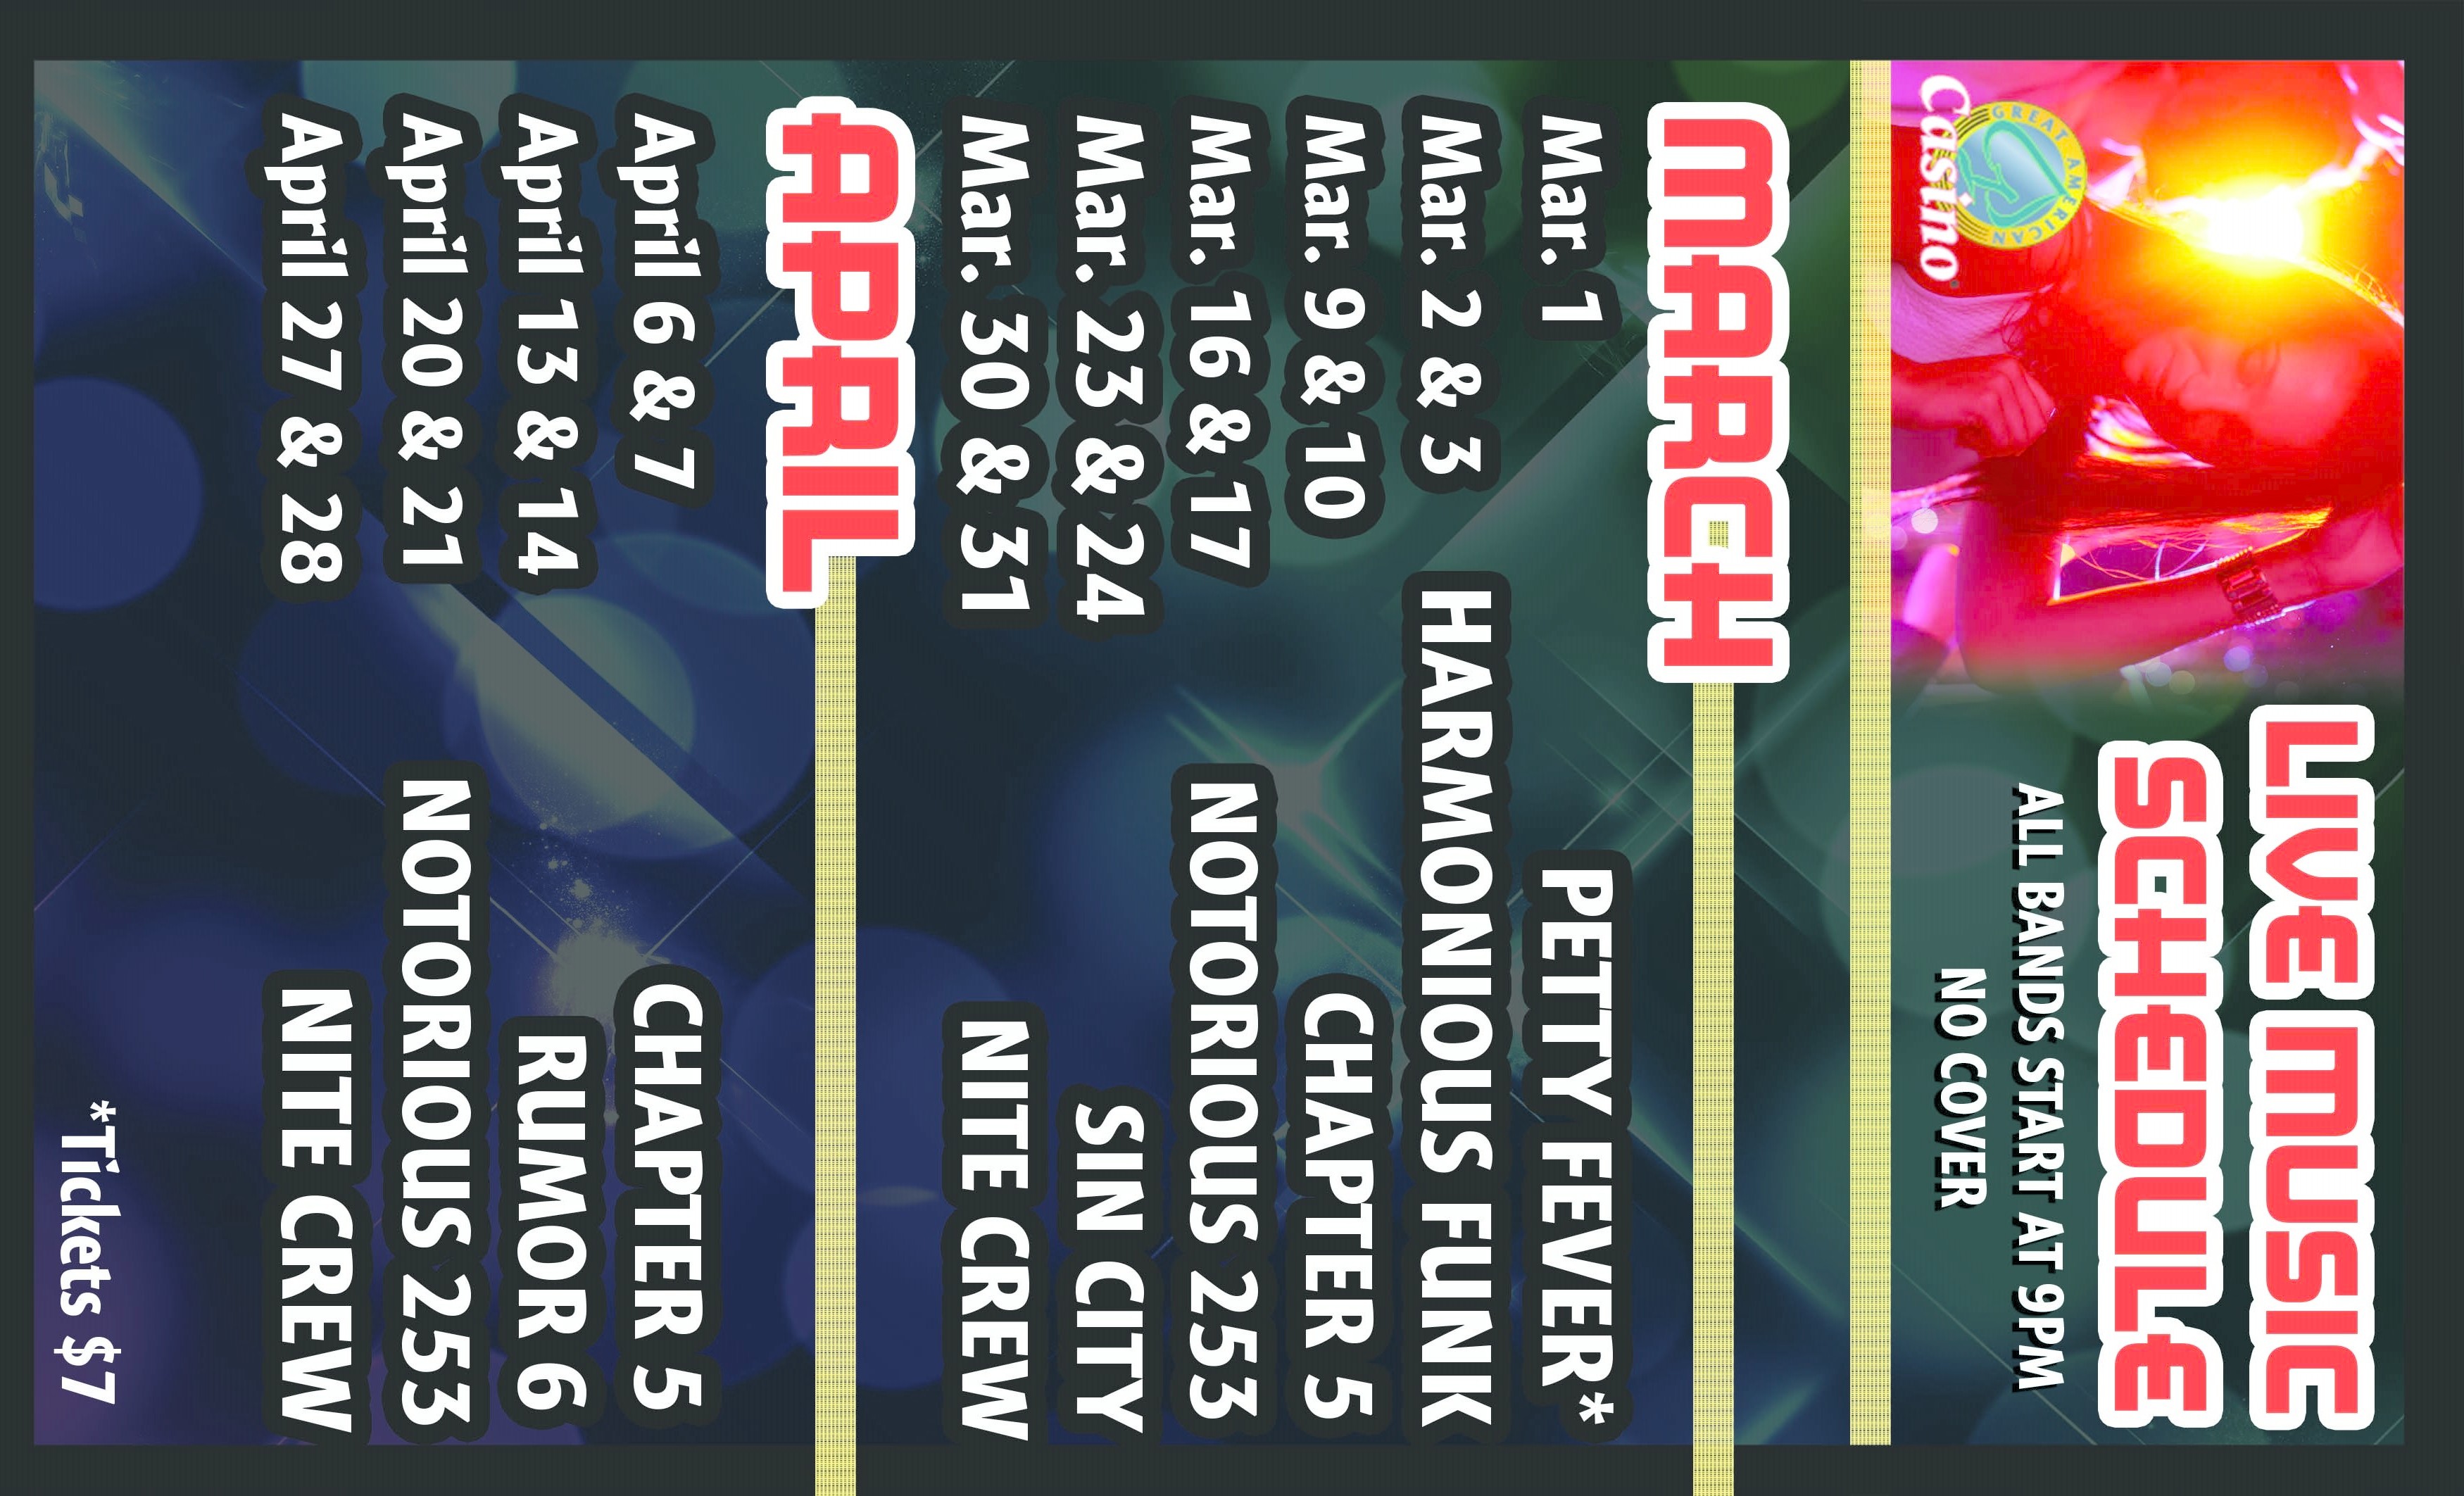 LIVE MUSIC
SCHEDULE
ALL BANDS START AT 9PM
NO COVER
GREAT AMERICAN
Casino
MARCH
Mar. 1 PETTY FEVER*
Mar. 2 & 3 HARMONIOUS FUNK
Mar. 9 & 10 CHAPTER 5
Mar. 16 & 17 NOTORIOUS 253
Mar. 23 & 24 SIN CITY
Mar. 30 & 31 NITE CREW
APRIL
April 6 & 7 CHAPTER 5
April 13 & 14 RUMOR 6
April 20 & 21 NOTORIOUS 253
April 27 & 28 NITE CREW
*Tickets $7